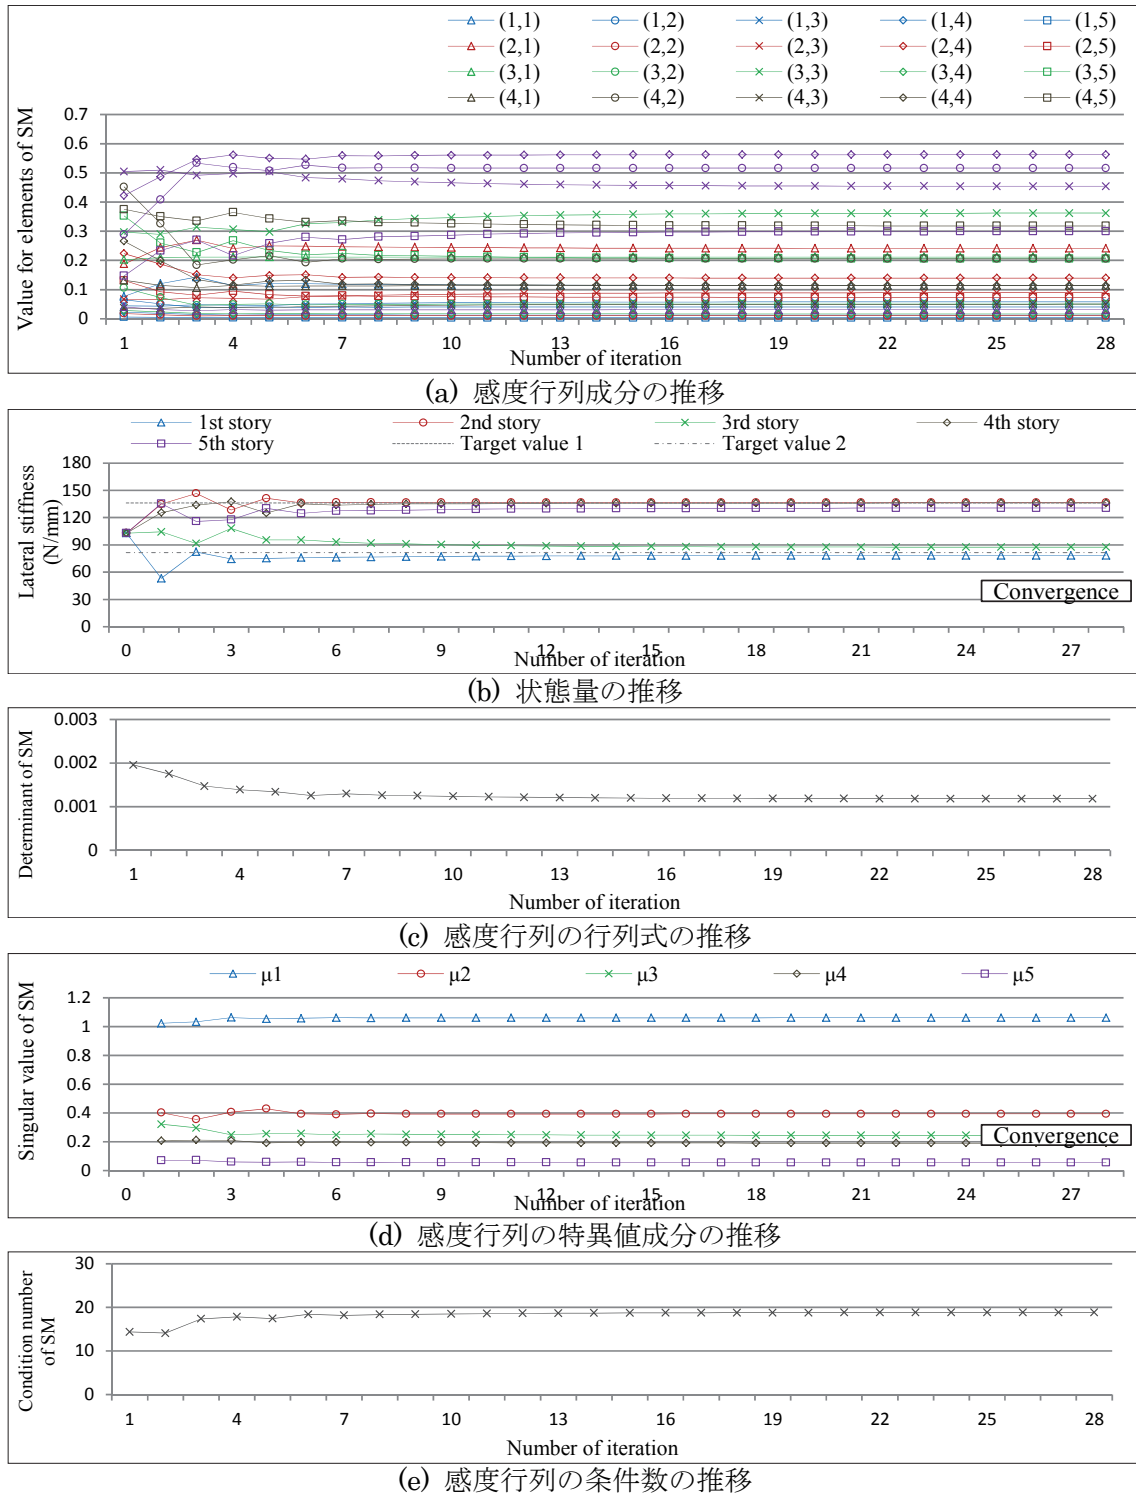 (1,1) (1,2) (1,3) (1,4) (1,5)
(2,1) (2,2) (2,3) (2,4) (2,5)
(3,1) (3,2) (3,3) (3,4) (3,5)
(4,1) (4,2) (4,3) (4,4) (4,5)
Value for elements of SM
0.7
0.6
0.5
0.4
0.3
0.2
0.1
0
1 4 7 10 13 16 19 22 25 28
Number of iteration
(a) 感度行列成分の推移
1st story 2nd story 3rd story 4th story
5th story Target value 1 Target value 2
Lateral stiffness
(N/mm)
180
150
120
90
60
30
0
Convergence
0 3 6 9 12 15 18 21 24 27
Number of iteration
(b) 状態量の推移
Determinant of SM
0.003
0.002
0.001
0
1 4 7 10 13 16 19 22 25 28
Number of iteration
(c) 感度行列の行列式の推移
μ1 μ2 μ3 μ4 μ5
Singular value of SM
1.2
1
0.8
0.6
0.4
0.2
0
Convergence
0 3 6 9 12 15 18 21 24 27
Number of iteration
(d) 感度行列の特異値成分の推移
Condition number
of SM
30
20
10
0
1 4 7 10 13 16 19 22 25 28
Number of iteration
(e) 感度行列の条件数の推移